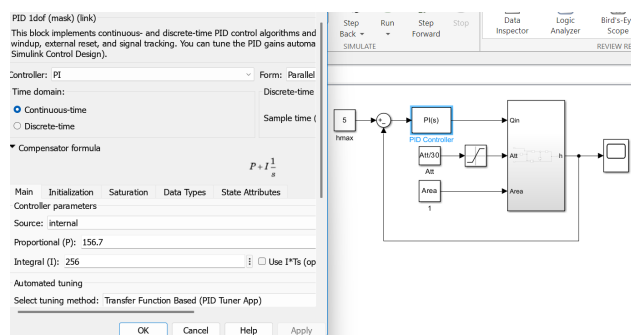 PID 1dof (mask) (link)
This block implements continuous- and discrete-time PID control algorithms and
windup, external reset, and signal tracking. You can tune the PID gains automa
Simulink Control Design).
Controller: PI
Form: Parallel
Time domain:
Discrete-time
Continuous-time
Discrete-time
Sample time (
Compensator formula
P+I 1/s
Main Initialization Saturation Data Types State Attributes
Controller parameters
Source: internal
Proportional (P): 156.7
Integral (I): 256
Use I*Ts (op
Automated tuning
Select tuning method: Transfer Function Based (PID Tuner App)
OK Cancel Help Apply
Step Back
Run
Step Forward
Stop
Data Inspector
Logic Analyzer
Bird's-Ey Scope
SIMULATE
REVIEW RE
5
hmax
+
-
PI(s)
PID Controller
Att/30
Att
Area
1
Qin
Att
Area
h